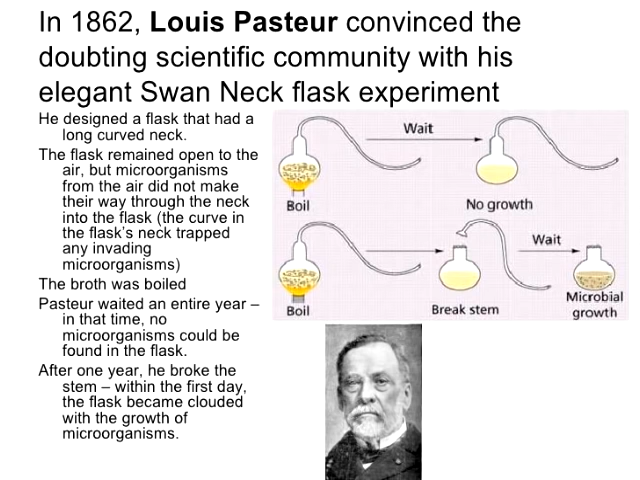 In 1862, Louis Pasteur convinced the
doubting scientific community with his
elegant Swan Neck flask experiment
He designed a flask that had a
long curved neck.
The flask remained open to the
air, but microorganisms
from the air did not make
their way through the neck
into the flask (the curve in
the flask's neck trapped
any invading
microorganisms)
The broth was boiled
Pasteur waited an entire year –
in that time, no
microorganisms could be
found in the flask.
After one year, he broke the
stem – within the first day,
the flask became clouded
with the growth of
microorganisms.
Wait
Boil
No growth
Wait
Boil
Break stem
Microbial
growth